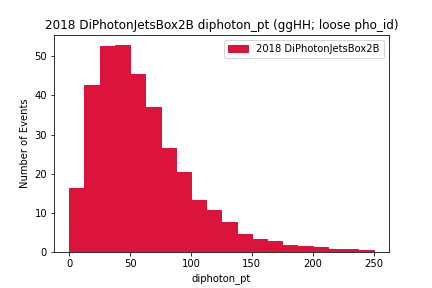 2018 DiPhotonJetsBox2B diphoton_pt (ggHH; loose pho_id)
2018 DiPhotonJetsBox2B
Number of Events
50
40
30
20
10
0
0 50 100 150 200 250
diphoton_pt